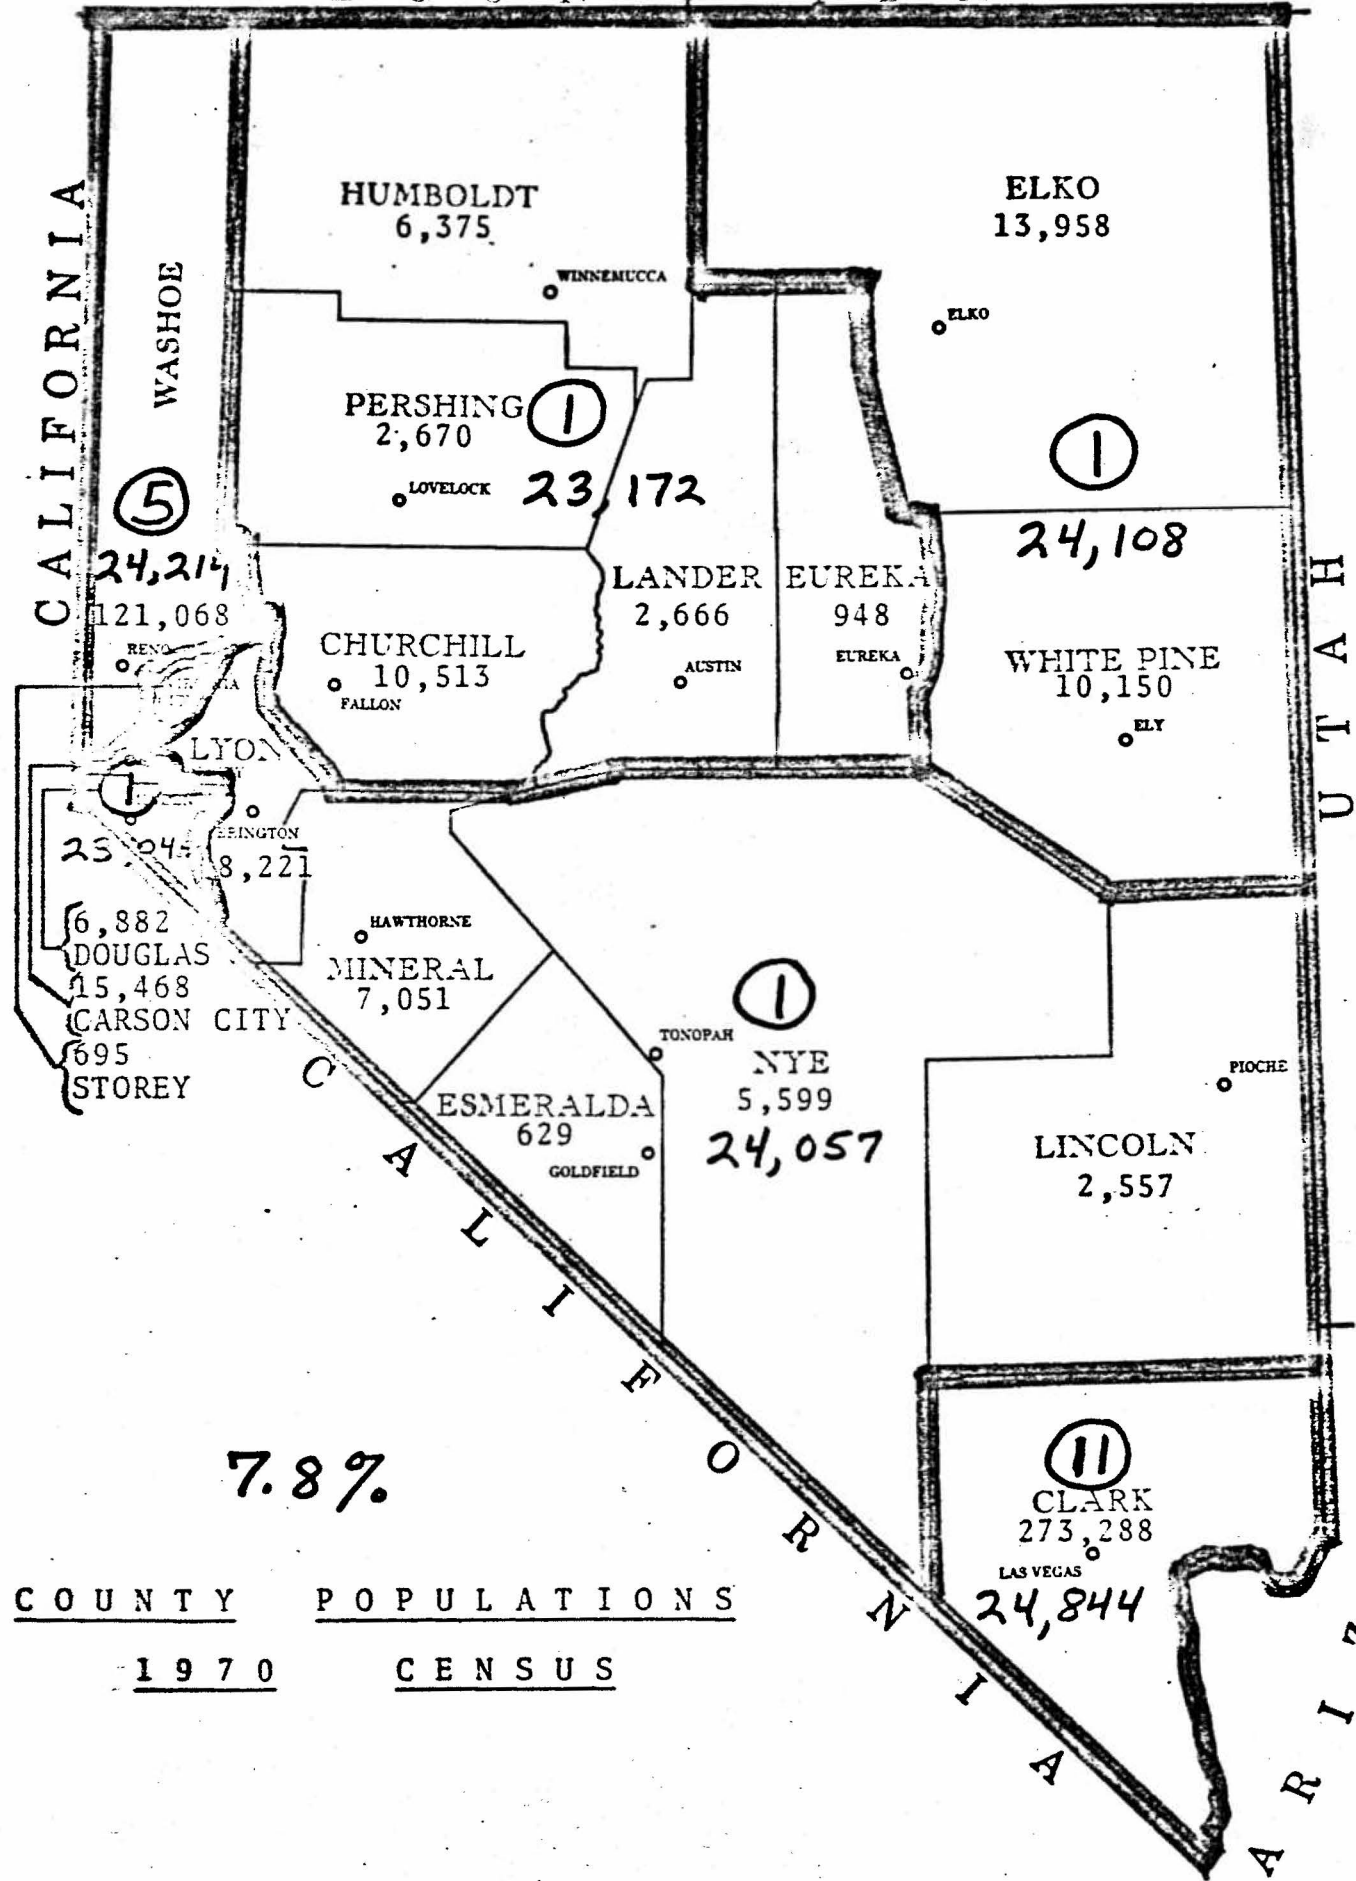 CALIFORNIA
WASHOE
5
24,214
121,068
RENO
HUMBOLDT
6,375
WINNEMUCCA
PERSHING
2,670
1
LOVELOCK
23,172
ELKO
13,958
ELKO
1
24,108
LANDER
2,666
AUSTIN
EUREKA
948
EUREKA
CHURCHILL
10,513
FALLON
WHITE PINE
10,150
ELY
UTAH
LYON
8,221
1
6,882
DOUGLAS
15,468
CARSON CITY
695
STOREY
HAWTHORNE
MINERAL
7,051
1
TONOPAH
NYE
5,599
24,057
ESMERALDA
629
GOLDFIELD
PIOCHE
LINCOLN
2,557
CALIFORNIA
11
CLARK
273,288
LAS VEGAS
24,844
7.8%
COUNTY POPULATIONS
1970 CENSUS